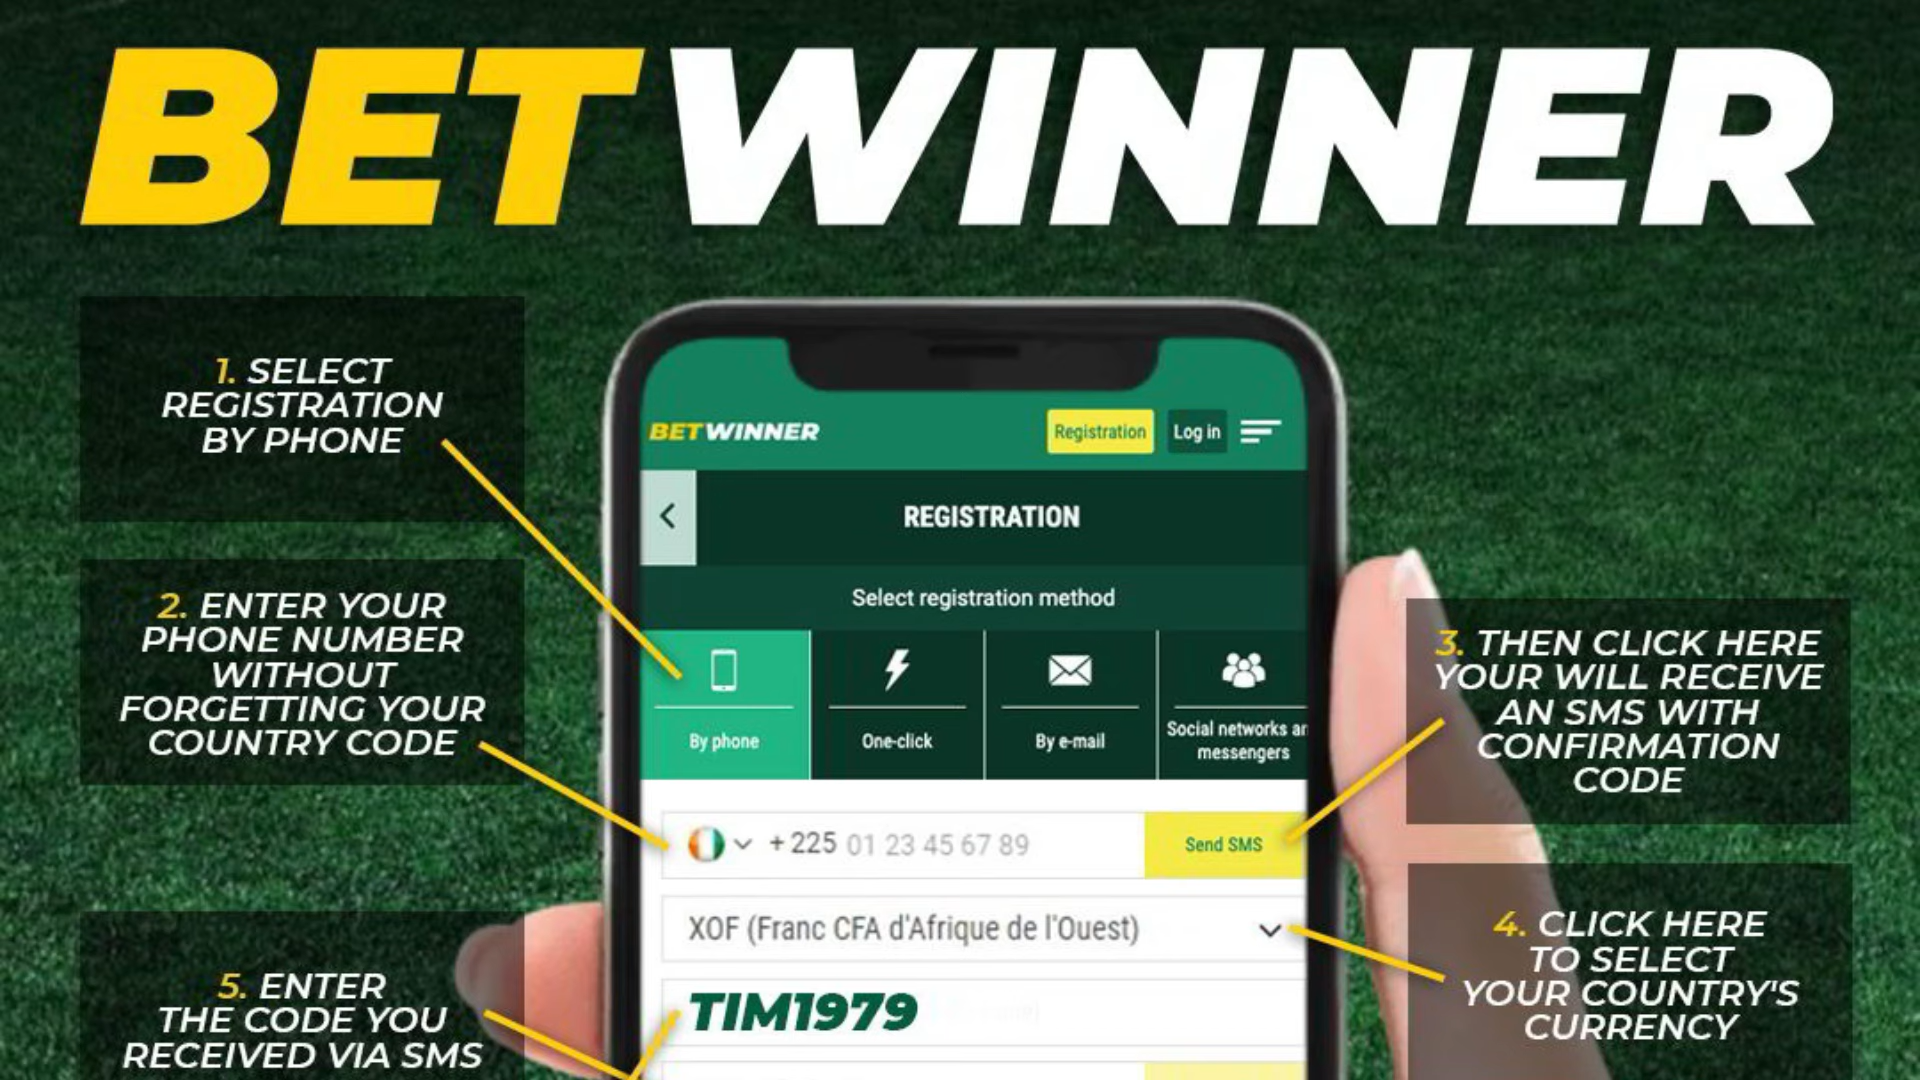 BETWINNER
1. SELECT
REGISTRATION
BY PHONE
2. ENTER YOUR
PHONE NUMBER
WITHOUT
FORGETTING YOUR
COUNTRY CODE
5. ENTER
THE CODE YOU
RECEIVED VIA SMS
BETWINNER
Registration
Log in
REGISTRATION
Select registration method
By phone
One-click
By e-mail
Social networks an
messengers
+ 225 01 23 45 67 89
Send SMS
XOF (Franc CFA d'Afrique de l'Ouest)
TIM1979
3. THEN CLICK HERE
YOUR WILL RECEIVE
AN SMS WITH
CONFIRMATION
CODE
4. CLICK HERE
TO SELECT
YOUR COUNTRY'S
CURRENCY